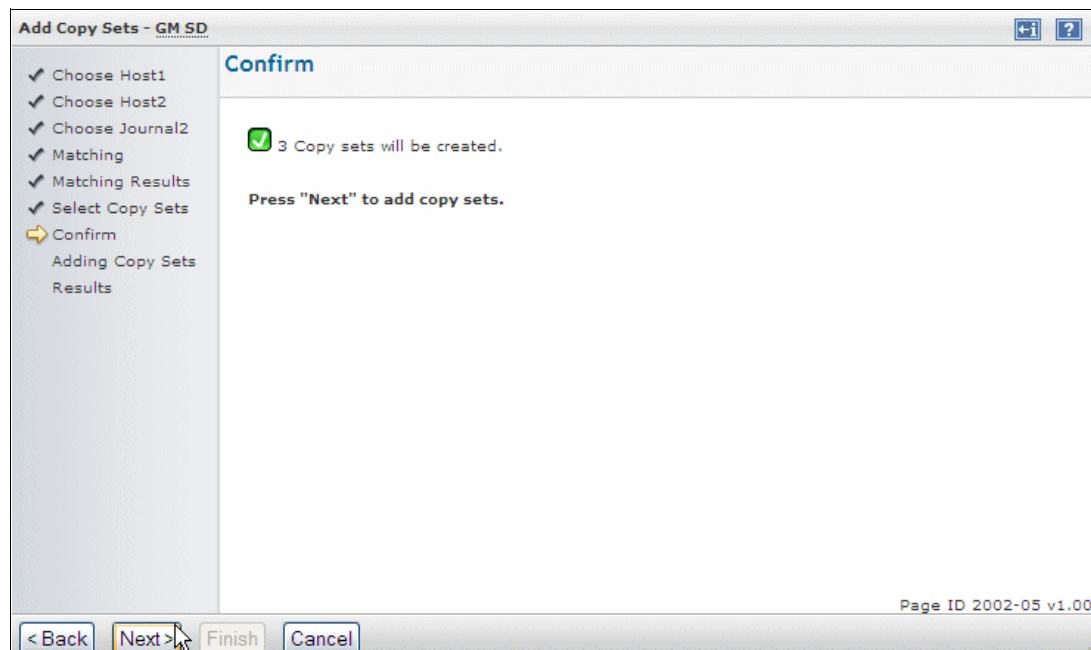 Add Copy Sets - GM SD
Choose Host1
Choose Host2
Choose Journal2
Matching
Matching Results
Select Copy Sets
Confirm
Adding Copy Sets
Results
Confirm
3 Copy sets will be created.
Press "Next" to add copy sets.
Page ID 2002-05 v1.00
< Back Next > Finish Cancel